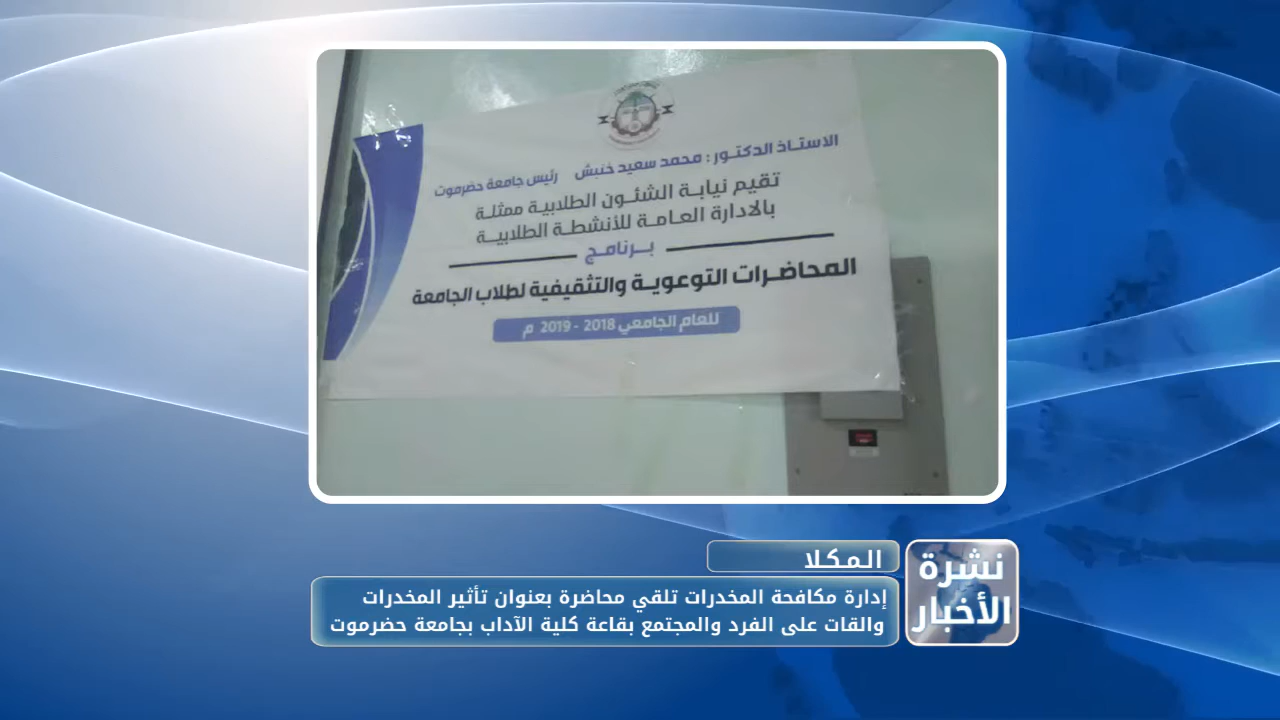 الاستاذ الدكتور : محمد سعيد خنبش رئيس جامعة حضرموت
تقيم نيابة الشئون الطلابية ممثلة
بالادارة العامة للأنشطة الطلابية
برنامج
المحاضرات التوعوية والتثقيفية لطلاب الجامعة
للعام الجامعي 2018 - 2019 م
المكلا
نشرة
الأخبار
إدارة مكافحة المخدرات تلقي محاضرة بعنوان تأثير المخدرات
والقات على الفرد والمجتمع بقاعة كلية الآداب بجامعة حضرموت